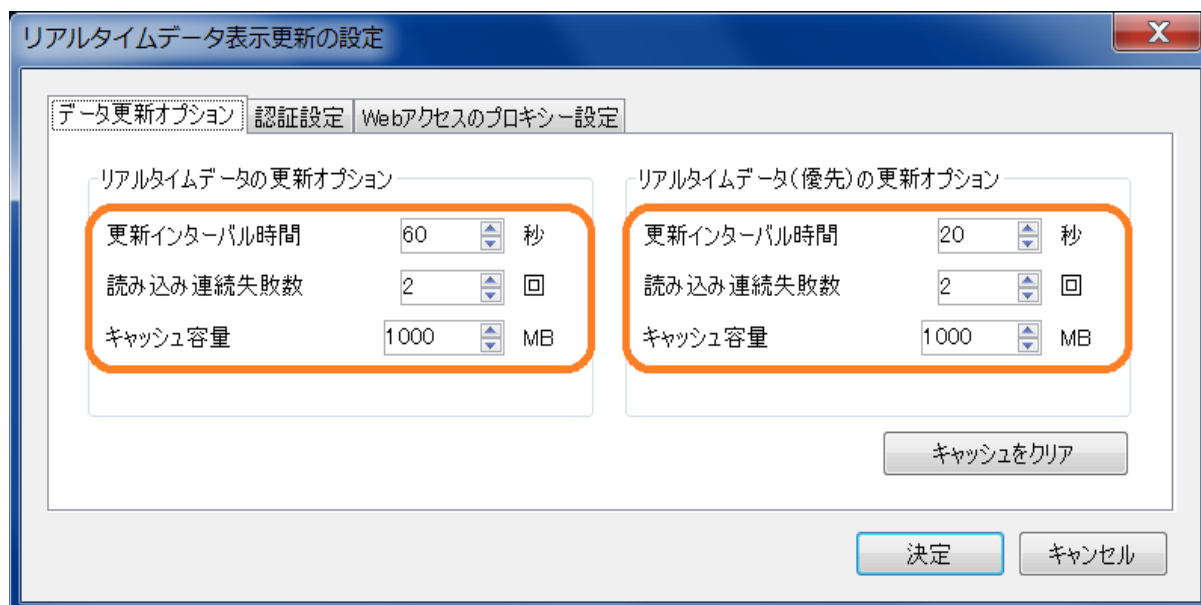 リアルタイムデータ表示更新の設定
X
データ更新オプション 認証設定 Webアクセスのプロキシー設定
リアルタイムデータの更新オプション
更新インターバル時間 60 秒
読み込み連続失敗数 2 回
キャッシュ容量 1000 MB
リアルタイムデータ(優先)の更新オプション
更新インターバル時間 20 秒
読み込み連続失敗数 2 回
キャッシュ容量 1000 MB
キャッシュをクリア
決定 キャンセル